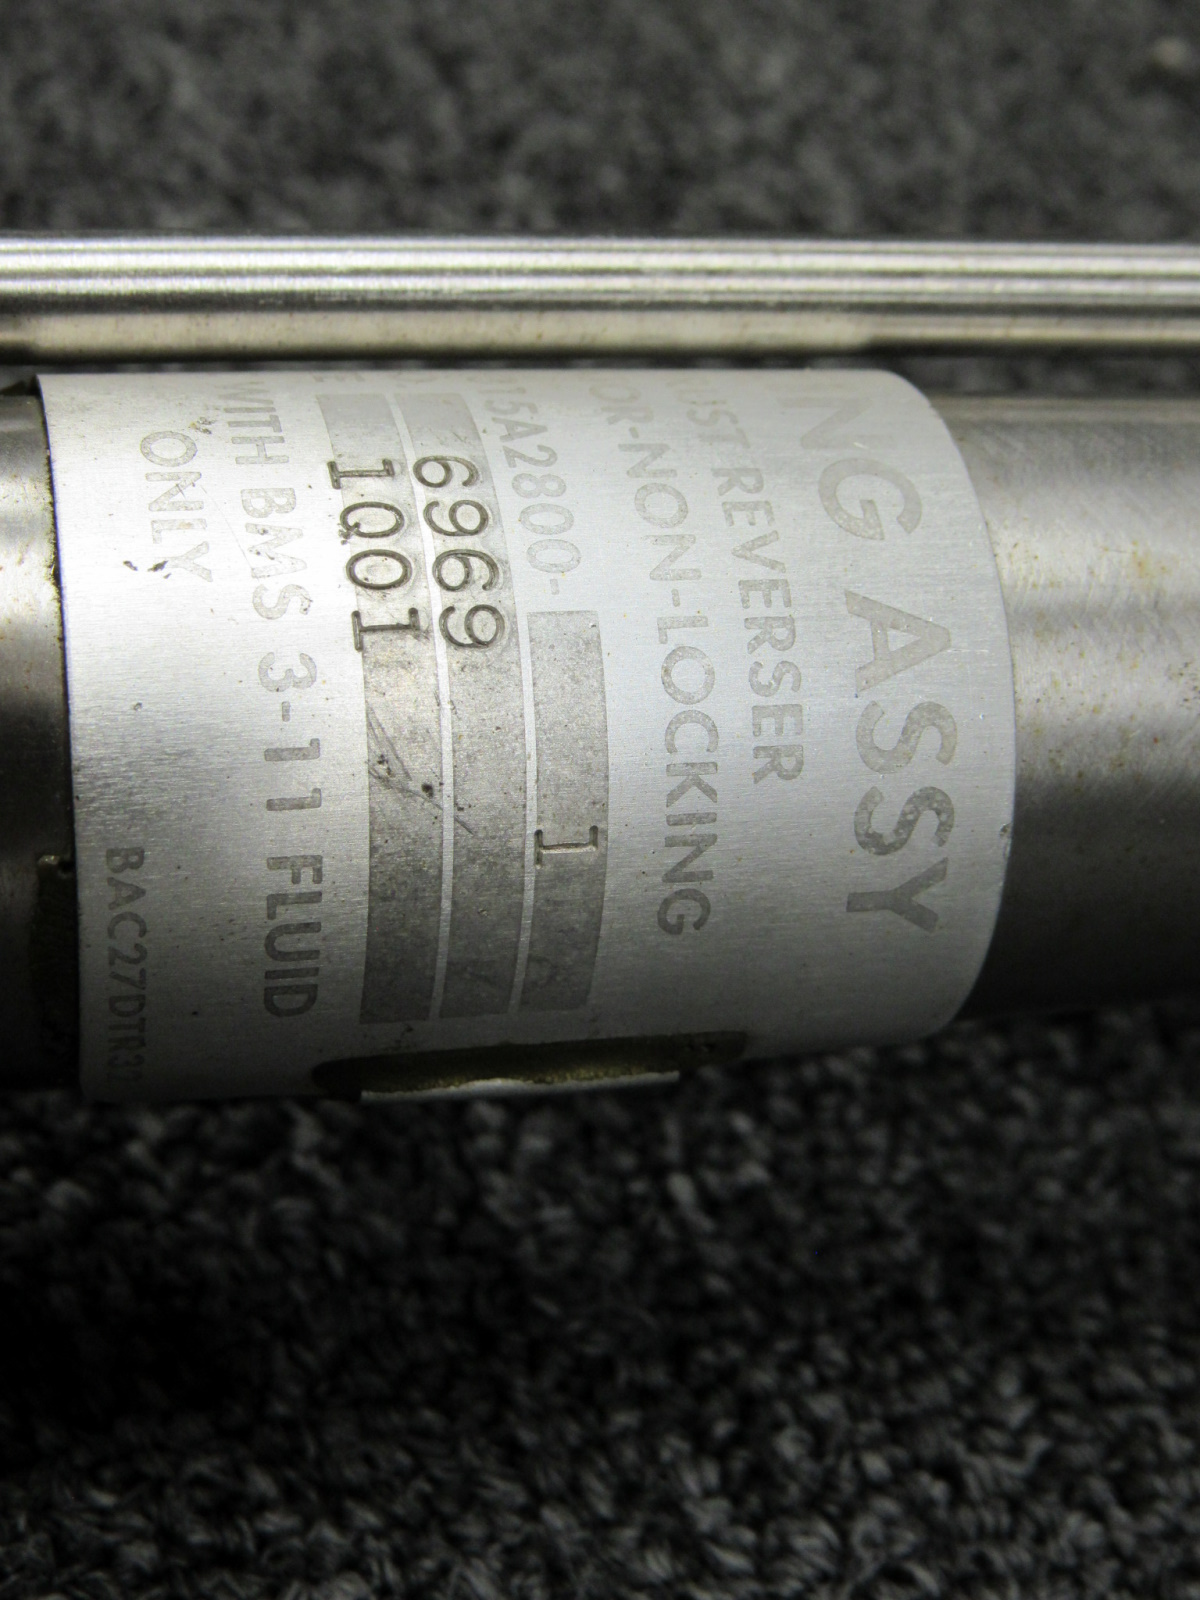 NG ASSY
UST REVERSER
OR-NON-LOCKING
15A2800- 1
6969
E 1Q01
WITH BMS 3-11 FLUID
ONLY
BAC27DTR3